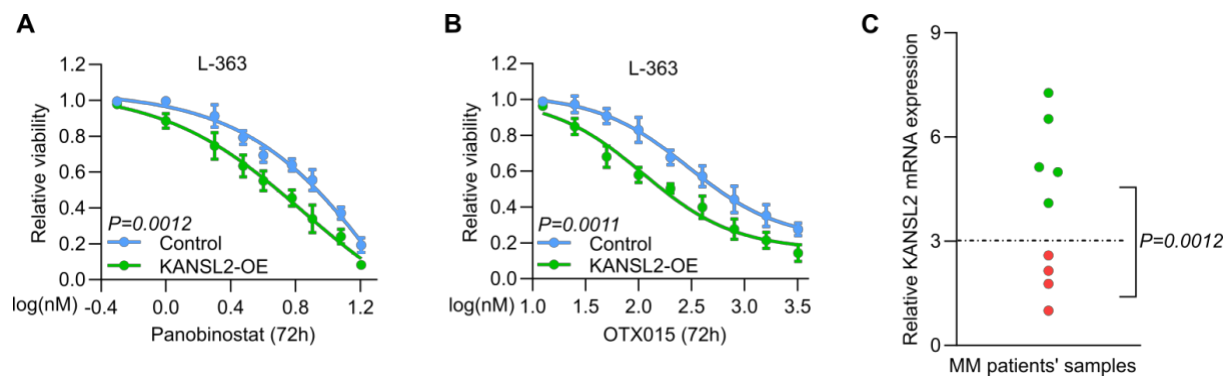 A
L-363
Relative viability
1.2
1.0
0.8
0.6
0.4
0.2
0.0
P=0.0012
Control
KANSL2-OE
log(nM)
-0.4 0.0 0.4 0.8 1.2
Panobinostat (72h)
B
L-363
Relative viability
1.2
1.0
0.8
0.6
0.4
0.2
0.0
P=0.0011
Control
KANSL2-OE
log(nM)
1.0 1.5 2.0 2.5 3.0 3.5
OTX015 (72h)
C
Relative KANSL2 mRNA expression
9
6
3
0
P=0.0012
MM patients' samples